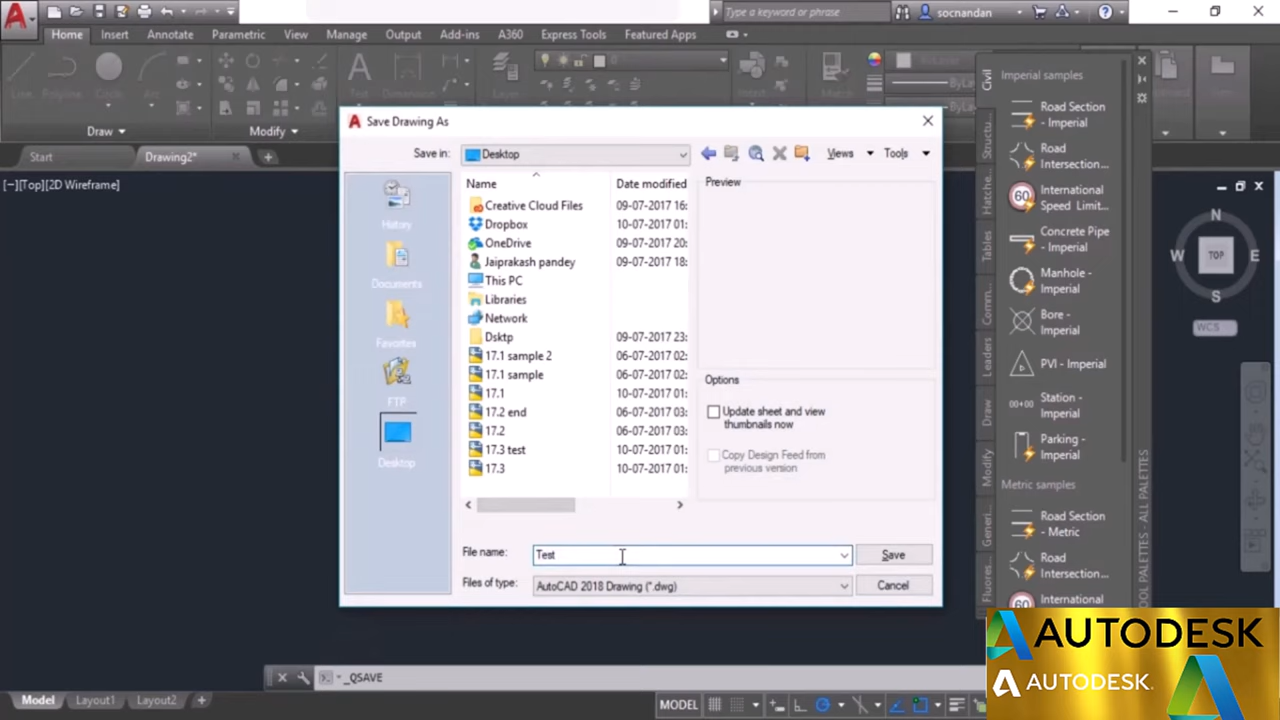 Type a keyword or phrase
socnandan
Home Insert Annotate Parametric View Manage Output Add-ins A360 Express Tools Featured Apps
Draw
Modify
Start
Drawing2*
[−][Top][2D Wireframe]
Save Drawing As
Save in:
Desktop
Views
Tools
History
Documents
Favorites
FTP
Desktop
Name Date modified
Creative Cloud Files 09-07-2017 16:
Dropbox 10-07-2017 01:
OneDrive 09-07-2017 20:
Jaiprakash pandey 09-07-2017 18:
This PC
Libraries
Network
Dsktp 09-07-2017 23:
17.1 sample 2 06-07-2017 02:
17.1 sample 06-07-2017 02:
17.1 10-07-2017 01:
17.2 end 06-07-2017 03:
17.2 06-07-2017 03:
17.3 test 10-07-2017 01:
17.3 10-07-2017 01:
Preview
Options
Update sheet and view
thumbnails now
Copy Design Feed from
previous version
File name:
Test
Save
Files of type:
AutoCAD 2018 Drawing (*.dwg)
Cancel
Civil
Tables
Leaders
Draw
Modify
Imperial samples
Road Section
- Imperial
Road
Intersection...
60
International
Speed Limit...
Concrete Pipe
- Imperial
Manhole -
Imperial
Bore -
Imperial
PVI - Imperial
00+00
Station -
Imperial
Parking -
Imperial
Metric samples
Road Section
- Metric
Road
Intersection...
60
International
N
W
TOP
E
S
WCS
_QSAVE
Model Layout1 Layout2
MODEL
AUTODESK
AUTODESK.